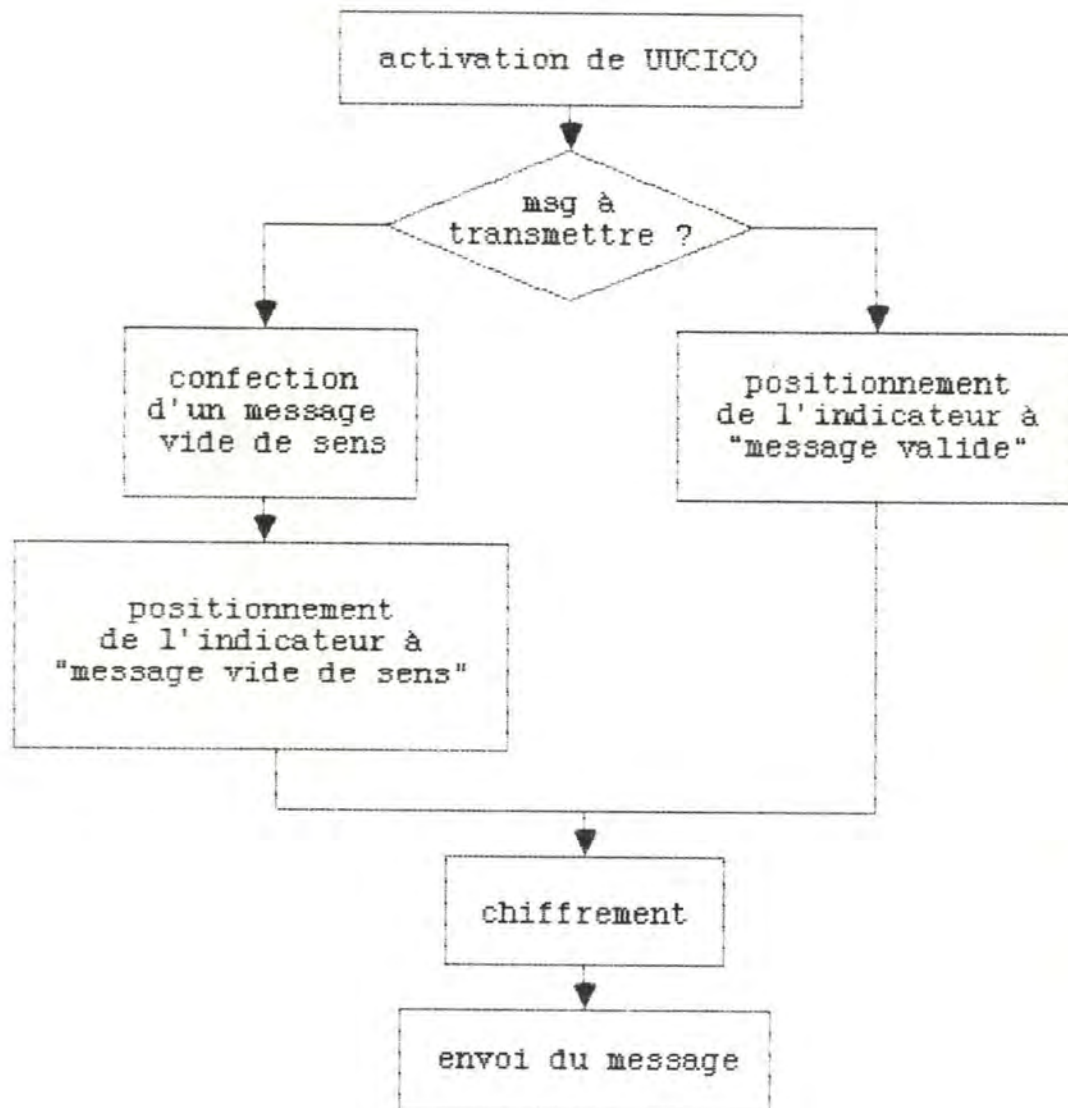 activation de UUCICO
msg à
transmettre ?
confection
d'un message
vide de sens
positionnement
de l'indicateur à
"message valide"
positionnement
de l'indicateur à
"message vide de sens"
chiffrement
envoi du message